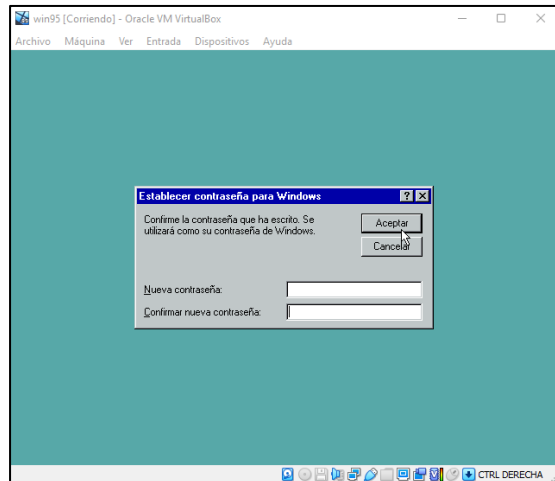 win95 [Corriendo] - Oracle VM VirtualBox
Archivo Máquina Ver Entrada Dispositivos Ayuda
Establecer contraseña para Windows
Confirme la contraseña que ha escrito. Se
utilizará como su contraseña de Windows.
Aceptar
Cancelar
Nueva contraseña:
Confirmar nueva contraseña:
CTRL DERECHA